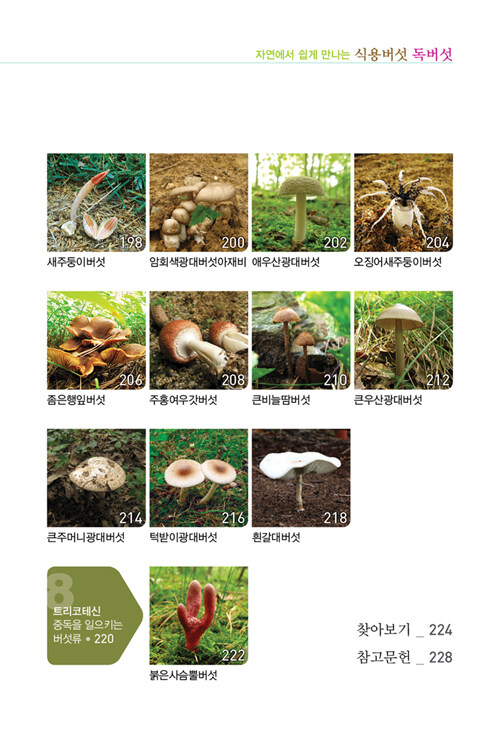 자연에서 쉽게 만나는 식용버섯 독버섯
198 200 202 204
새주둥이버섯 암회색광대버섯아재비 애우산광대버섯 오징어새주둥이버섯
206 208 210 212
좀은행잎버섯 주홍여우갓버섯 큰비늘땀버섯 큰우산광대버섯
214 216 218
큰주머니광대버섯 턱받이광대버섯 흰갈대버섯
8
트리코테신
중독을 일으키는
버섯류 • 220
222
붉은사슴뿔버섯
찾아보기 _ 224
참고문헌 _ 228